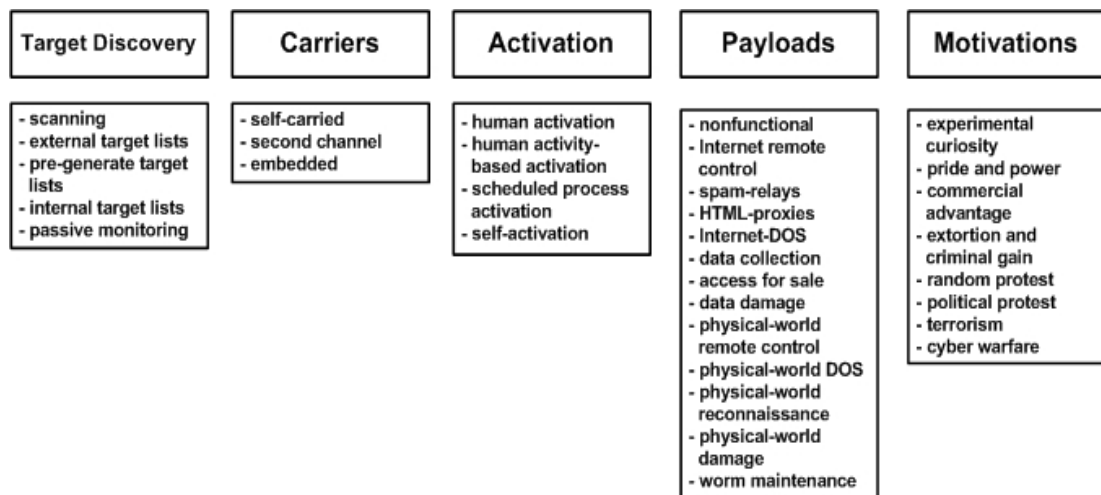 Target Discovery
Carriers
Activation
Payloads
Motivations
- scanning
- external target lists
- pre-generate target
lists
- internal target lists
- passive monitoring
- self-carried
- second channel
- embedded
- human activation
- human activity-
based activation
- scheduled process
activation
- self-activation
- nonfunctional
- Internet remote
control
- spam-relays
- HTML-proxies
- Internet-DOS
- data collection
- access for sale
- data damage
- physical-world
remote control
- physical-world DOS
- physical-world
reconnaissance
- physical-world
damage
- worm maintenance
- experimental
curiosity
- pride and power
- commercial
advantage
- extortion and
criminal gain
- random protest
- political protest
- terrorism
- cyber warfare